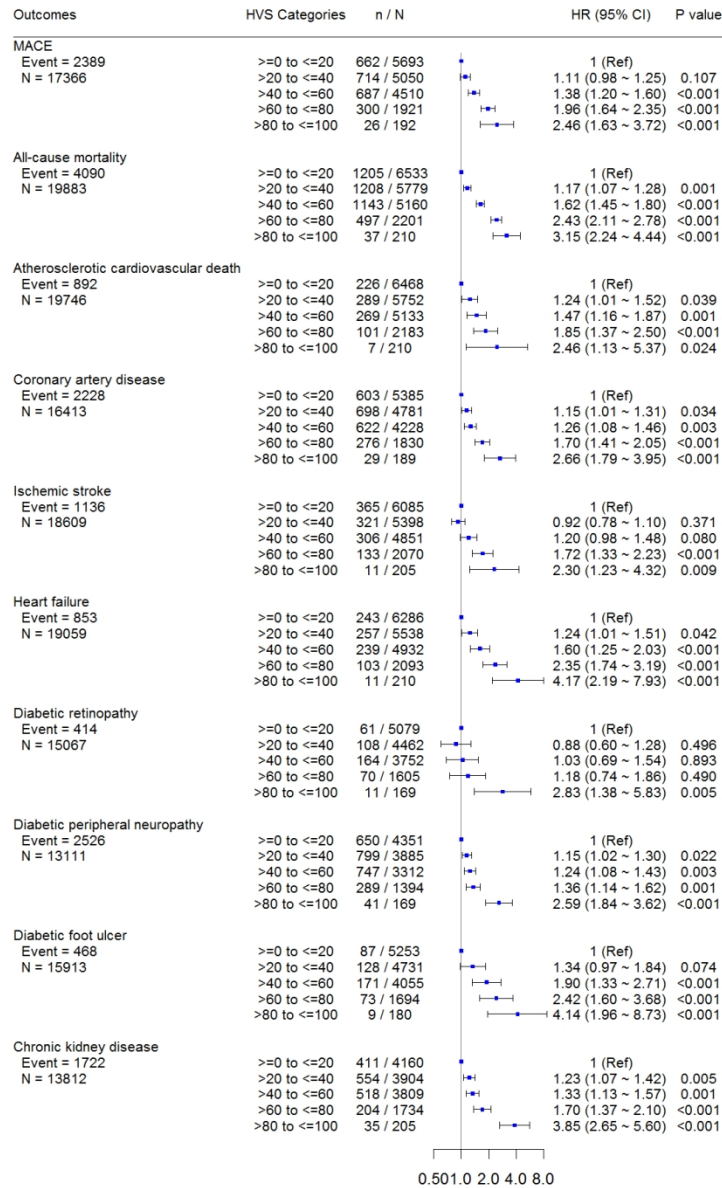 Outcomes HVS Categories n / N HR (95% CI) P value
MACE
Event = 2389 >=0 to <=20 662 / 5693 1 (Ref)
N = 17366 >20 to <=40 714 / 5050 1.11 (0.98 ~ 1.25) 0.107
>40 to <=60 687 / 4510 1.38 (1.20 ~ 1.60) <0.001
>60 to <=80 300 / 1921 1.96 (1.64 ~ 2.35) <0.001
>80 to <=100 26 / 192 2.46 (1.63 ~ 3.72) <0.001
All-cause mortality
Event = 4090 >=0 to <=20 1205 / 6533 1 (Ref)
N = 19883 >20 to <=40 1208 / 5779 1.17 (1.07 ~ 1.28) 0.001
>40 to <=60 1143 / 5160 1.62 (1.45 ~ 1.80) <0.001
>60 to <=80 497 / 2201 2.43 (2.11 ~ 2.78) <0.001
>80 to <=100 37 / 210 3.15 (2.24 ~ 4.44) <0.001
Atherosclerotic cardiovascular death
Event = 892 >=0 to <=20 226 / 6468 1 (Ref)
N = 19746 >20 to <=40 289 / 5752 1.24 (1.01 ~ 1.52) 0.039
>40 to <=60 269 / 5133 1.47 (1.16 ~ 1.87) 0.001
>60 to <=80 101 / 2183 1.85 (1.37 ~ 2.50) <0.001
>80 to <=100 7 / 210 2.46 (1.13 ~ 5.37) 0.024
Coronary artery disease
Event = 2228 >=0 to <=20 603 / 5385 1 (Ref)
N = 16413 >20 to <=40 698 / 4781 1.15 (1.01 ~ 1.31) 0.034
>40 to <=60 622 / 4228 1.26 (1.08 ~ 1.46) 0.003
>60 to <=80 276 / 1830 1.70 (1.41 ~ 2.05) <0.001
>80 to <=100 29 / 189 2.66 (1.79 ~ 3.95) <0.001
Ischemic stroke
Event = 1136 >=0 to <=20 365 / 6085 1 (Ref)
N = 18609 >20 to <=40 321 / 5398 0.92 (0.78 ~ 1.10) 0.371
>40 to <=60 306 / 4851 1.20 (0.98 ~ 1.48) 0.080
>60 to <=80 133 / 2070 1.72 (1.33 ~ 2.23) <0.001
>80 to <=100 11 / 205 2.30 (1.23 ~ 4.32) 0.009
Heart failure
Event = 853 >=0 to <=20 243 / 6286 1 (Ref)
N = 19059 >20 to <=40 257 / 5538 1.24 (1.01 ~ 1.51) 0.042
>40 to <=60 239 / 4932 1.60 (1.25 ~ 2.03) <0.001
>60 to <=80 103 / 2093 2.35 (1.74 ~ 3.19) <0.001
>80 to <=100 11 / 210 4.17 (2.19 ~ 7.93) <0.001
Diabetic retinopathy
Event = 414 >=0 to <=20 61 / 5079 1 (Ref)
N = 15067 >20 to <=40 108 / 4462 0.88 (0.60 ~ 1.28) 0.496
>40 to <=60 164 / 3752 1.03 (0.69 ~ 1.54) 0.893
>60 to <=80 70 / 1605 1.18 (0.74 ~ 1.86) 0.490
>80 to <=100 11 / 169 2.83 (1.38 ~ 5.83) 0.005
Diabetic peripheral neuropathy
Event = 2526 >=0 to <=20 650 / 4351 1 (Ref)
N = 13111 >20 to <=40 799 / 3885 1.15 (1.02 ~ 1.30) 0.022
>40 to <=60 747 / 3312 1.24 (1.08 ~ 1.43) 0.003
>60 to <=80 289 / 1394 1.36 (1.14 ~ 1.62) 0.001
>80 to <=100 41 / 169 2.59 (1.84 ~ 3.62) <0.001
Diabetic foot ulcer
Event = 468 >=0 to <=20 87 / 5253 1 (Ref)
N = 15913 >20 to <=40 128 / 4731 1.34 (0.97 ~ 1.84) 0.074
>40 to <=60 171 / 4055 1.90 (1.33 ~ 2.71) <0.001
>60 to <=80 73 / 1694 2.42 (1.60 ~ 3.68) <0.001
>80 to <=100 9 / 180 4.14 (1.96 ~ 8.73) <0.001
Chronic kidney disease
Event = 1722 >=0 to <=20 411 / 4160 1 (Ref)
N = 13812 >20 to <=40 554 / 3904 1.23 (1.07 ~ 1.42) 0.005
>40 to <=60 518 / 3809 1.33 (1.13 ~ 1.57) 0.001
>60 to <=80 204 / 1734 1.70 (1.37 ~ 2.10) <0.001
>80 to <=100 35 / 205 3.85 (2.65 ~ 5.60) <0.001
0.50 1.0 2.0 4.0 8.0